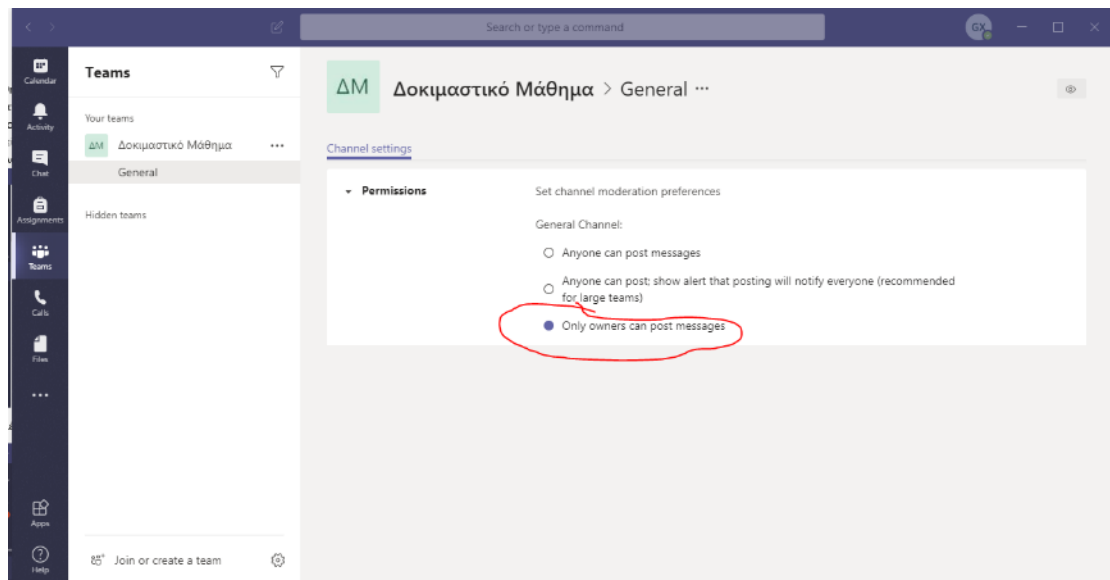 Search or type a command
GX
Calendar
Activity
Chat
Assignments
Teams
Calls
Files
Apps
Help
Teams
Your teams
ΔΜ Δοκιμαστικό Μάθημα
General
Hidden teams
Join or create a team
ΔΜ Δοκιμαστικό Μάθημα > General
Channel settings
Permissions
Set channel moderation preferences
General Channel:
Anyone can post messages
Anyone can post; show alert that posting will notify everyone (recommended
for large teams)
Only owners can post messages